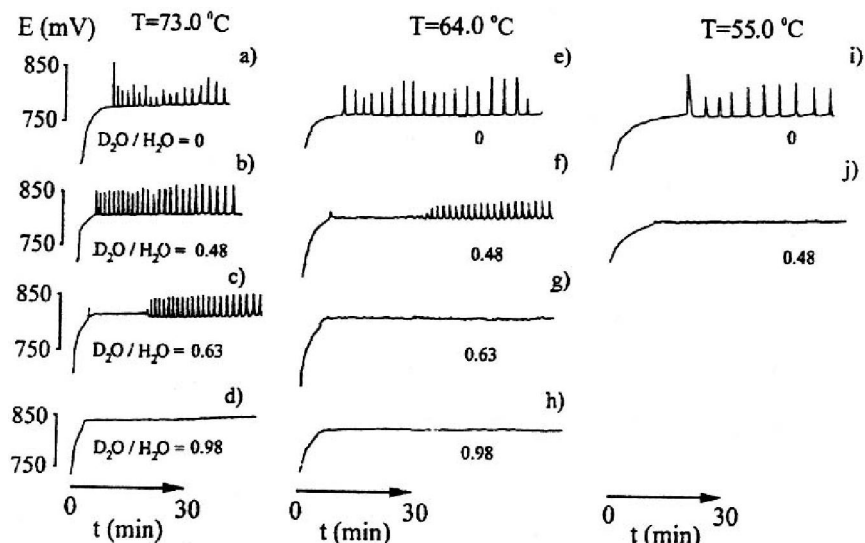 E (mV)
T=73.0 °C
T=64.0 °C
T=55.0 °C
a)
e)
i)
850
750
D₂O / H₂O = 0
0
0
b)
f)
j)
850
750
D₂O / H₂O = 0.48
0.48
0.48
c)
g)
850
750
D₂O / H₂O = 0.63
0.63
d)
h)
850
750
D₂O / H₂O = 0.98
0.98
0
30
0
30
0
30
t (min)
t (min)
t (min)